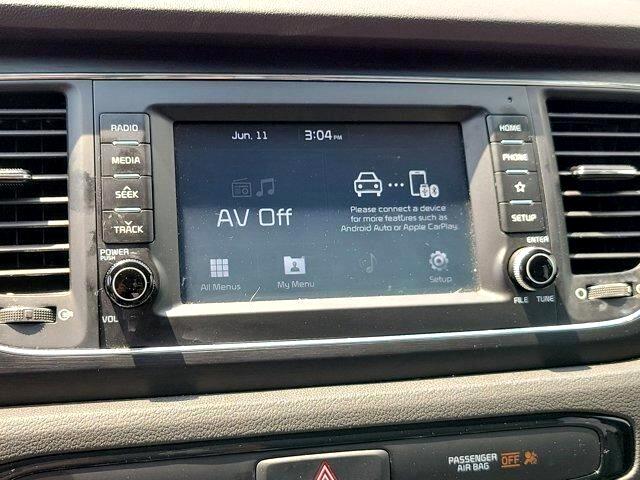 RADIO
MEDIA
SEEK
TRACK
POWER
PUSH
VOL
Jun. 11 3:04 PM
AV Off
Please connect a device
for more features such as
Android Auto or Apple CarPlay.
All Menus
My Menu
Setup
HOME
PHONE
SETUP
ENTER
FILE TUNE
PASSENGER
AIR BAG
OFF